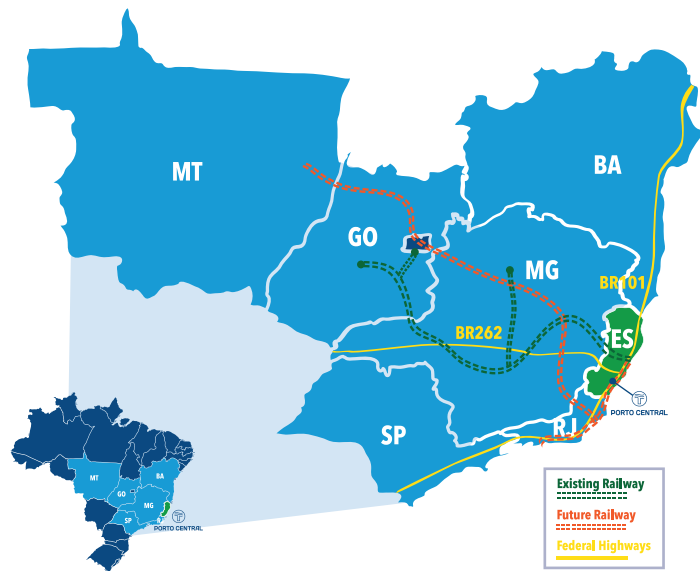 MT
BA
GO
MG
BR101
BR262
ES
SP
RJ
PORTO CENTRAL
MT
BA
GO
MG
SP
PORTO CENTRAL
Existing Railway
Future Railway
Federal Highways